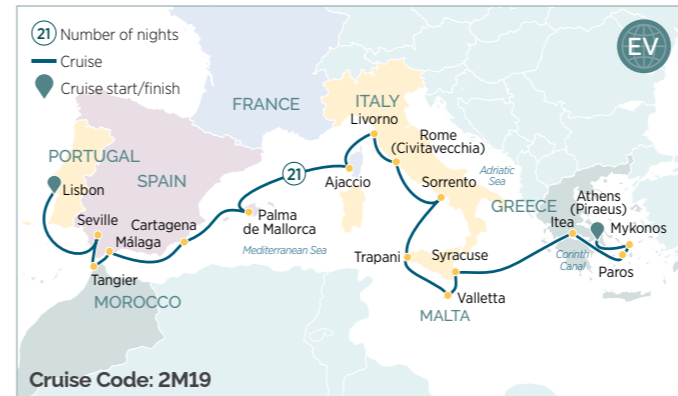 21 Number of nights
Cruise
Cruise start/finish
EV
FRANCE
ITALY
Livorno
Rome
(Civitavecchia)
PORTUGAL
Lisbon
SPAIN
21
Ajaccio
Sorrento
Adriatic
Sea
GREECE
Athens
(Piraeus)
Itea
Mykonos
Seville
Cartagena
Málaga
Palma
de Mallorca
Mediterranean Sea
Trapani
Syracuse
Corinth
Canal
Paros
Tangier
MOROCCO
Valletta
MALTA
Cruise Code: 2M19